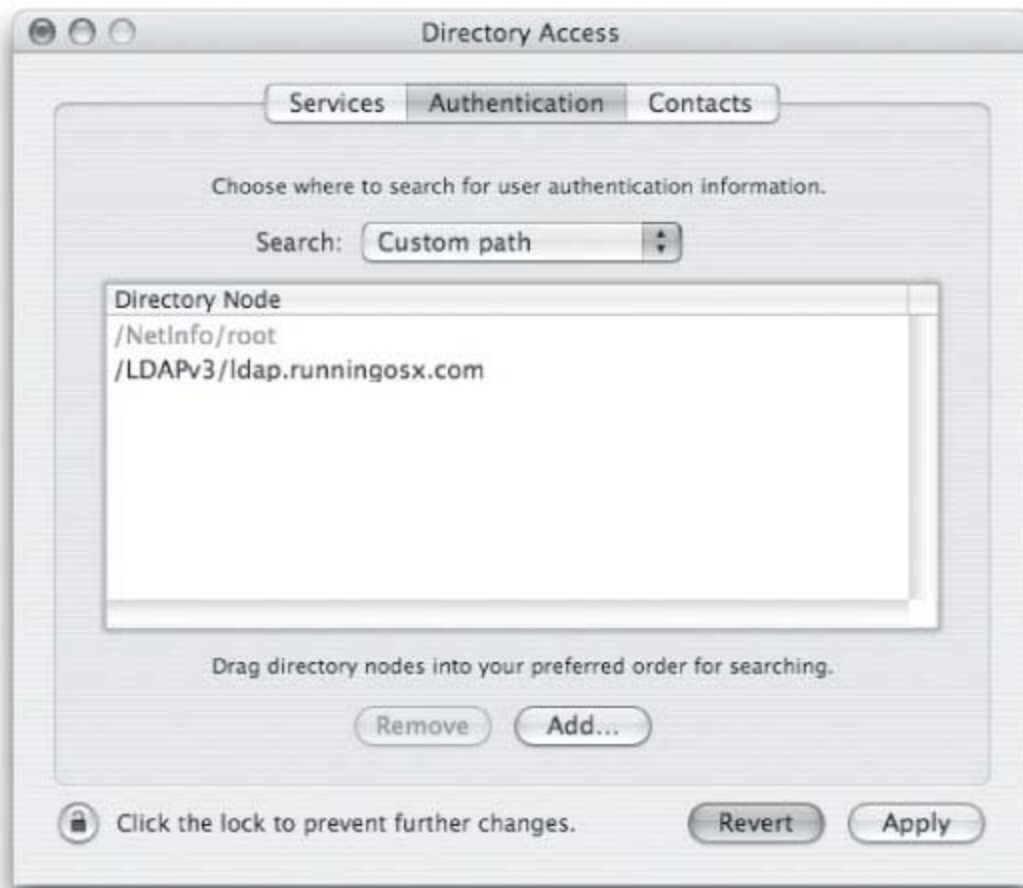 Directory Access
Services Authentication Contacts
Choose where to search for user authentication information.
Search: Custom path
Directory Node
/NetInfo/root
/LDAPv3/ldap.runningosx.com
Drag directory nodes into your preferred order for searching.
Remove Add...
Click the lock to prevent further changes. Revert Apply